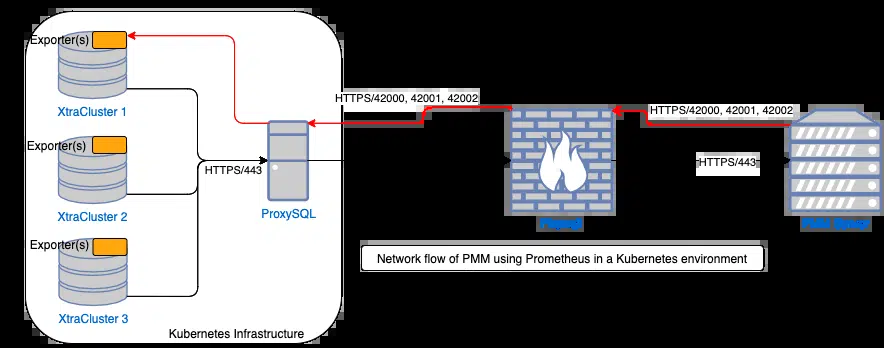 Exporter(s)
XtraCluster 1
Exporter(s)
XtraCluster 2
Exporter(s)
XtraCluster 3
HTTPS/443
ProxySQL
Kubernetes Infrastructure
HTTPS/42000, 42001, 42002
HTTPS/42000, 42001, 42002
HTTPS/443
PMM Server
Network flow of PMM using Prometheus in a Kubernetes environment